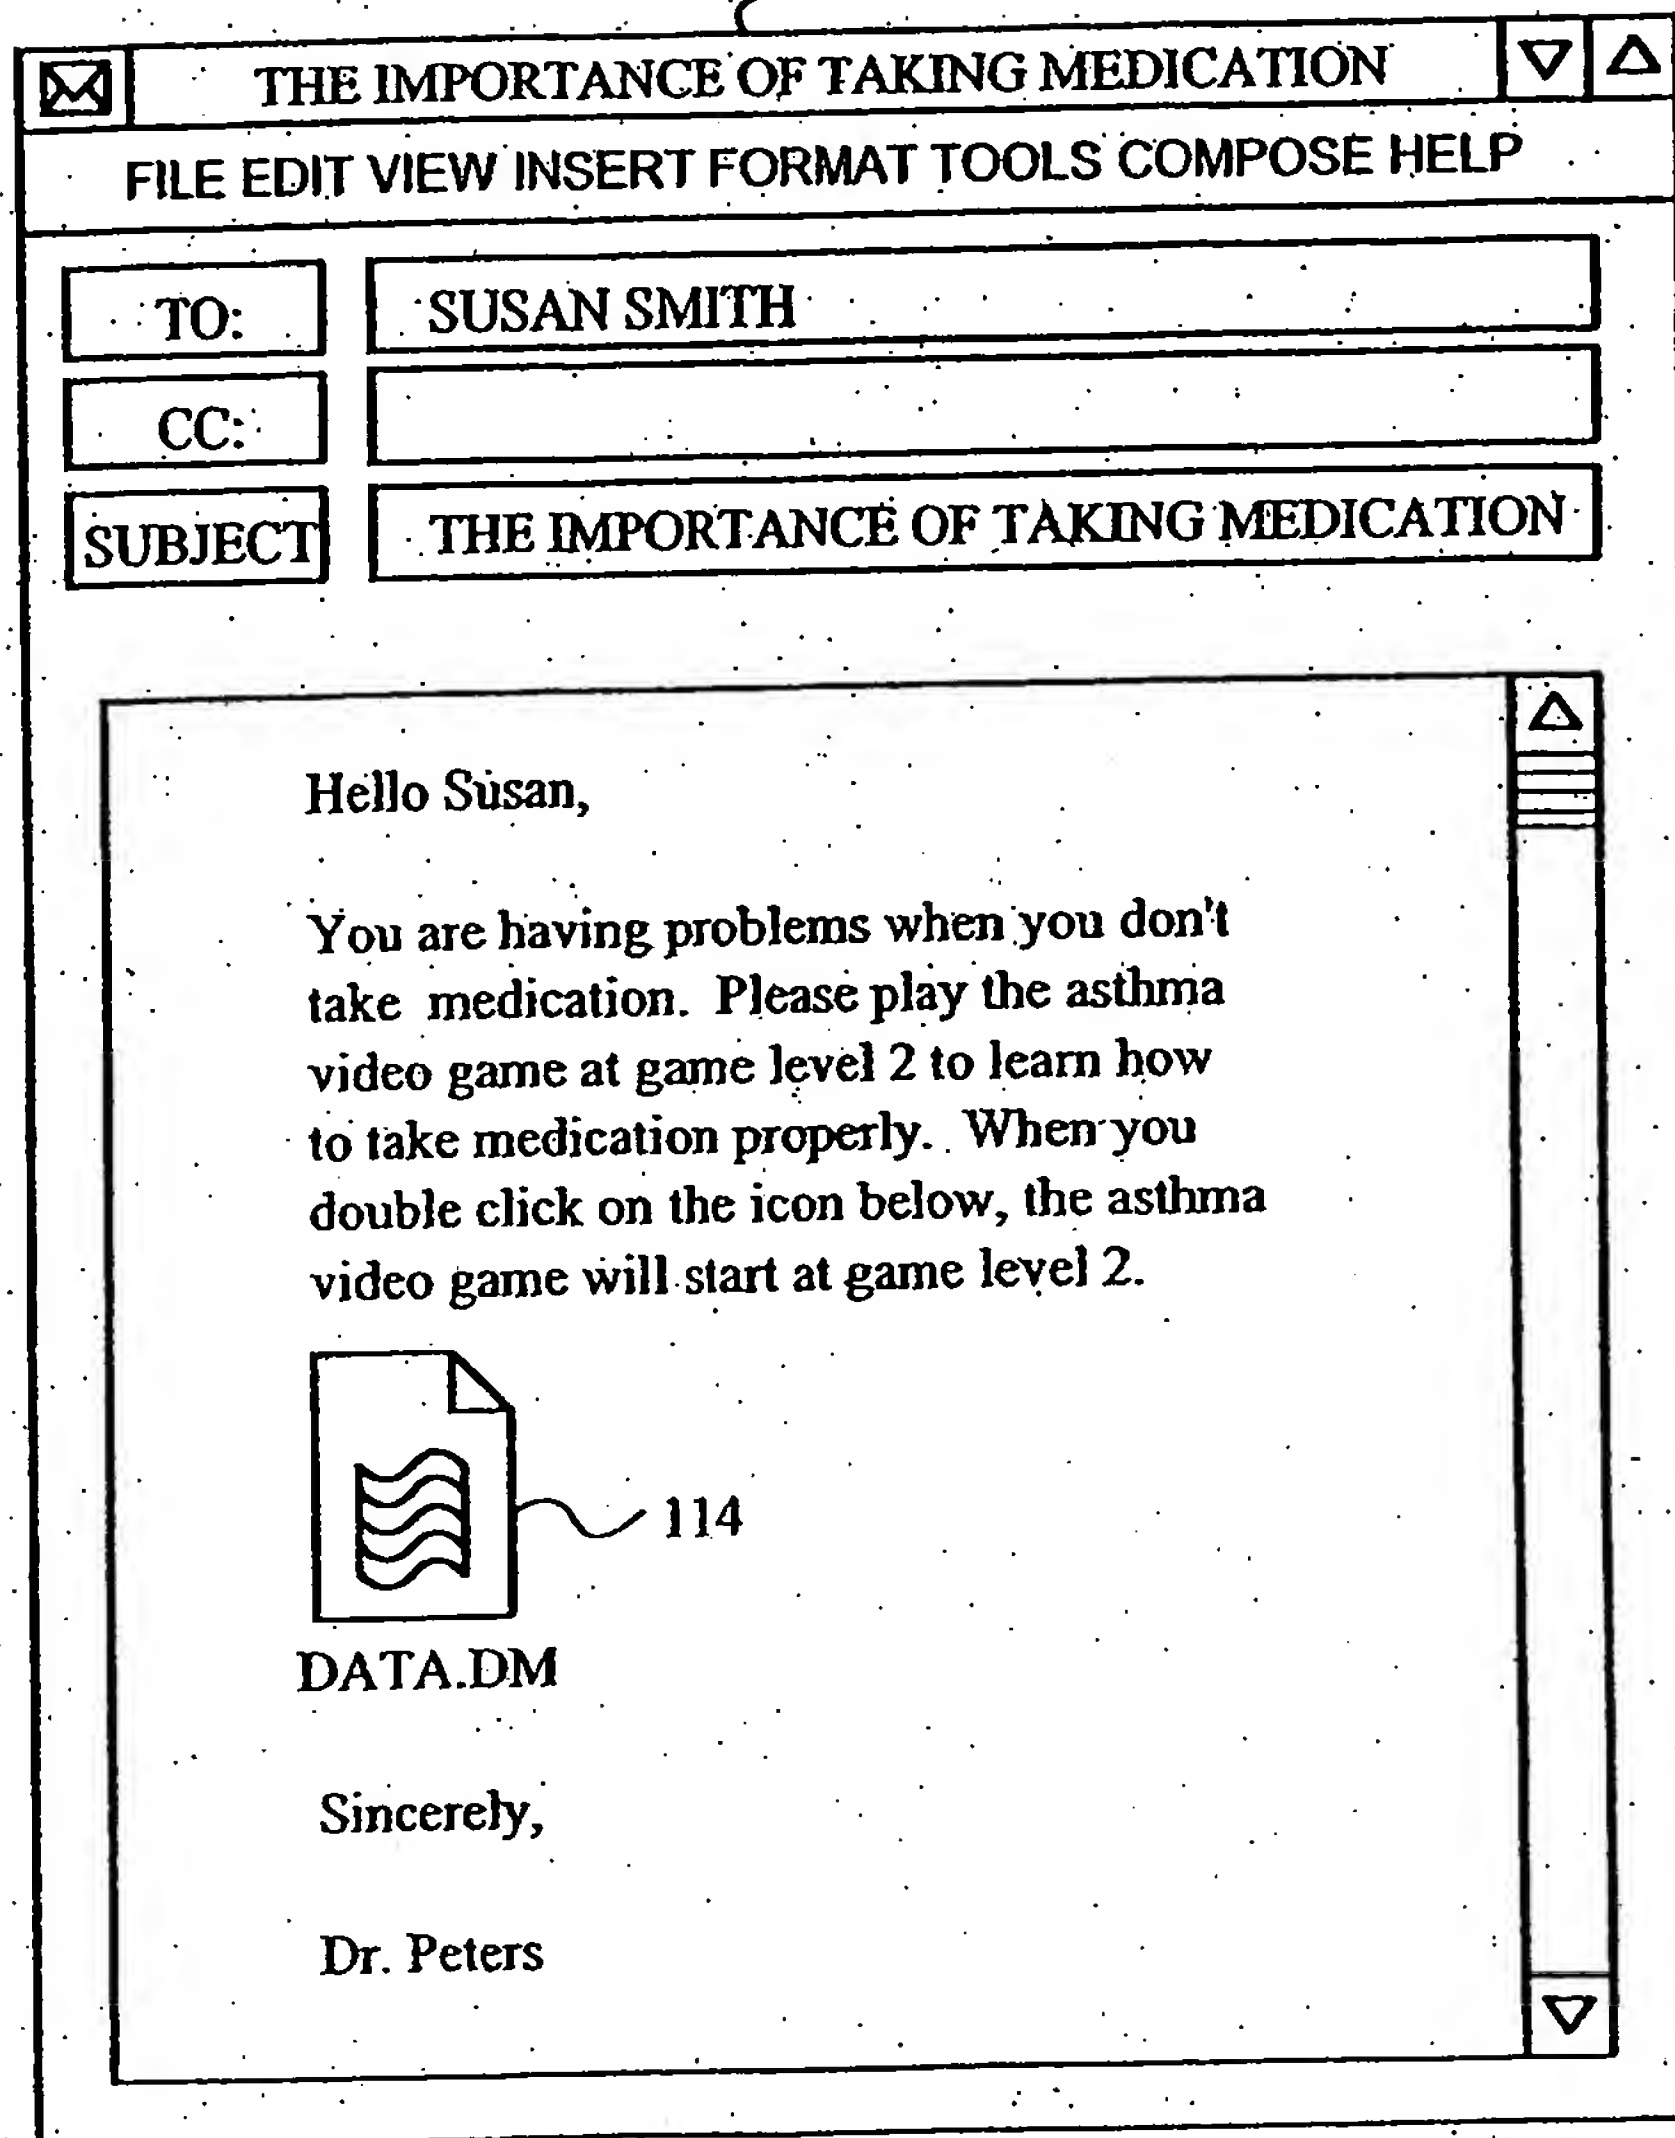 THE IMPORTANCE OF TAKING MEDICATION
FILE EDIT VIEW INSERT FORMAT TOOLS COMPOSE HELP
TO: SUSAN SMITH
CC:
SUBJECT THE IMPORTANCE OF TAKING MEDICATION
Hello Susan,
You are having problems when you don't
take medication. Please play the asthma
video game at game level 2 to learn how
to take medication properly. When you
double click on the icon below, the asthma
video game will start at game level 2.
114
DATA.DM
Sincerely,
Dr. Peters